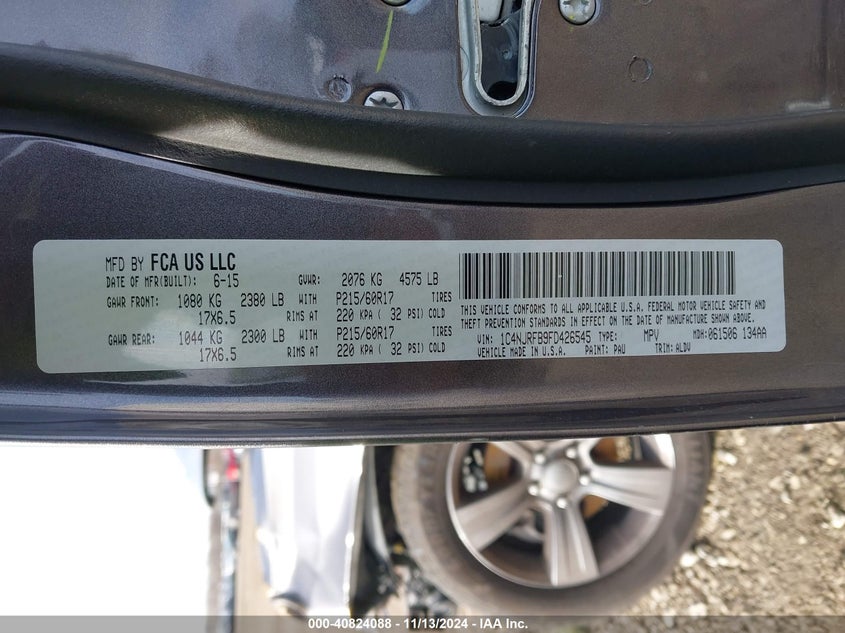 MFD BY FCA US LLC
DATE OF MFR(BUILT): 6-15 GVWR: 2076 KG 4575 LB
GAWR FRONT: 1080 KG 2380 LB WITH P215/60R17 TIRES
17X6.5 RIMS AT 220 KPA ( 32 PSI) COLD
GAWR REAR: 1044 KG 2300 LB WITH P215/60R17 TIRES
17X6.5 RIMS AT 220 KPA ( 32 PSI) COLD
THIS VEHICLE CONFORMS TO ALL APPLICABLE U.S.A. FEDERAL MOTOR VEHICLE SAFETY AND
THEFT PREVENTION STANDARDS IN EFFECT ON THE DATE OF MANUFACTURE SHOWN ABOVE.
VIN: 1C4NJRFB9FD426545 TYPE: MPV MDH:061506 134AA
VEHICLE MADE IN U.S.A. PAINT: PAU TRIM: ALDV
000-40824088 - 11/13/2024 - IAA Inc.